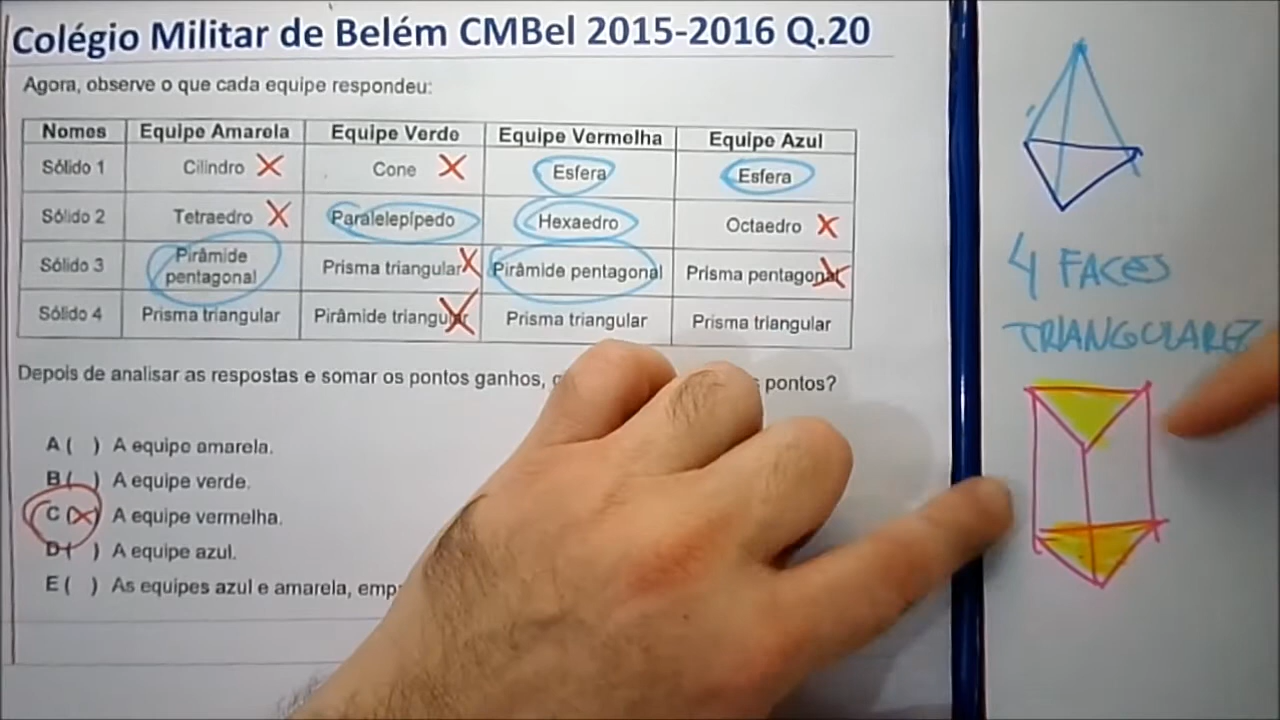 Colégio Militar de Belém CMBel 2015-2016 Q.20
Agora, observe o que cada equipe respondeu:
Nomes Equipe Amarela Equipe Verde Equipe Vermelha Equipe Azul
Sólido 1 Cilindro Cone Esfera Esfera
Sólido 2 Tetraedro Paralelepípedo Hexaedro Octaedro
Sólido 3 Pirâmide pentagonal Prisma triangular Pirâmide pentagonal Prisma pentagonal
Sólido 4 Prisma triangular Pirâmide triangular Prisma triangular Prisma triangular
Depois de analisar as respostas e somar os pontos ganhos, pontos?
A ( ) A equipe amarela.
B ( ) A equipe verde.
C (X) A equipe vermelha.
D ( ) A equipe azul.
E ( ) As equipes azul e amarela,
4 FACES
TRIANGULARES